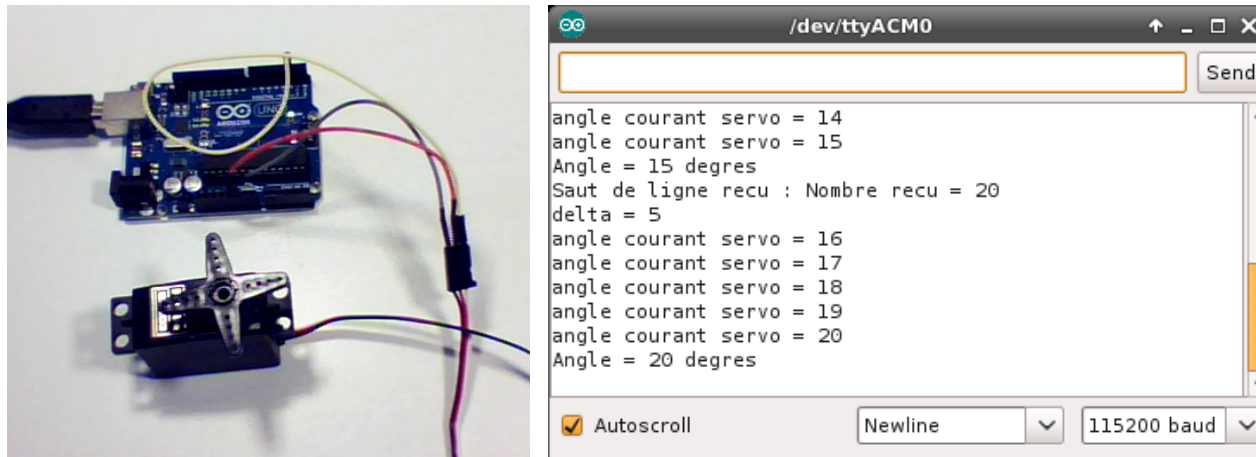 UNO
ARDUINO
/dev/ttyACM0
Send
angle courant servo = 14
angle courant servo = 15
Angle = 15 degres
Saut de ligne recu : Nombre recu = 20
delta = 5
angle courant servo = 16
angle courant servo = 17
angle courant servo = 18
angle courant servo = 19
angle courant servo = 20
Angle = 20 degres
Autoscroll
Newline
115200 baud